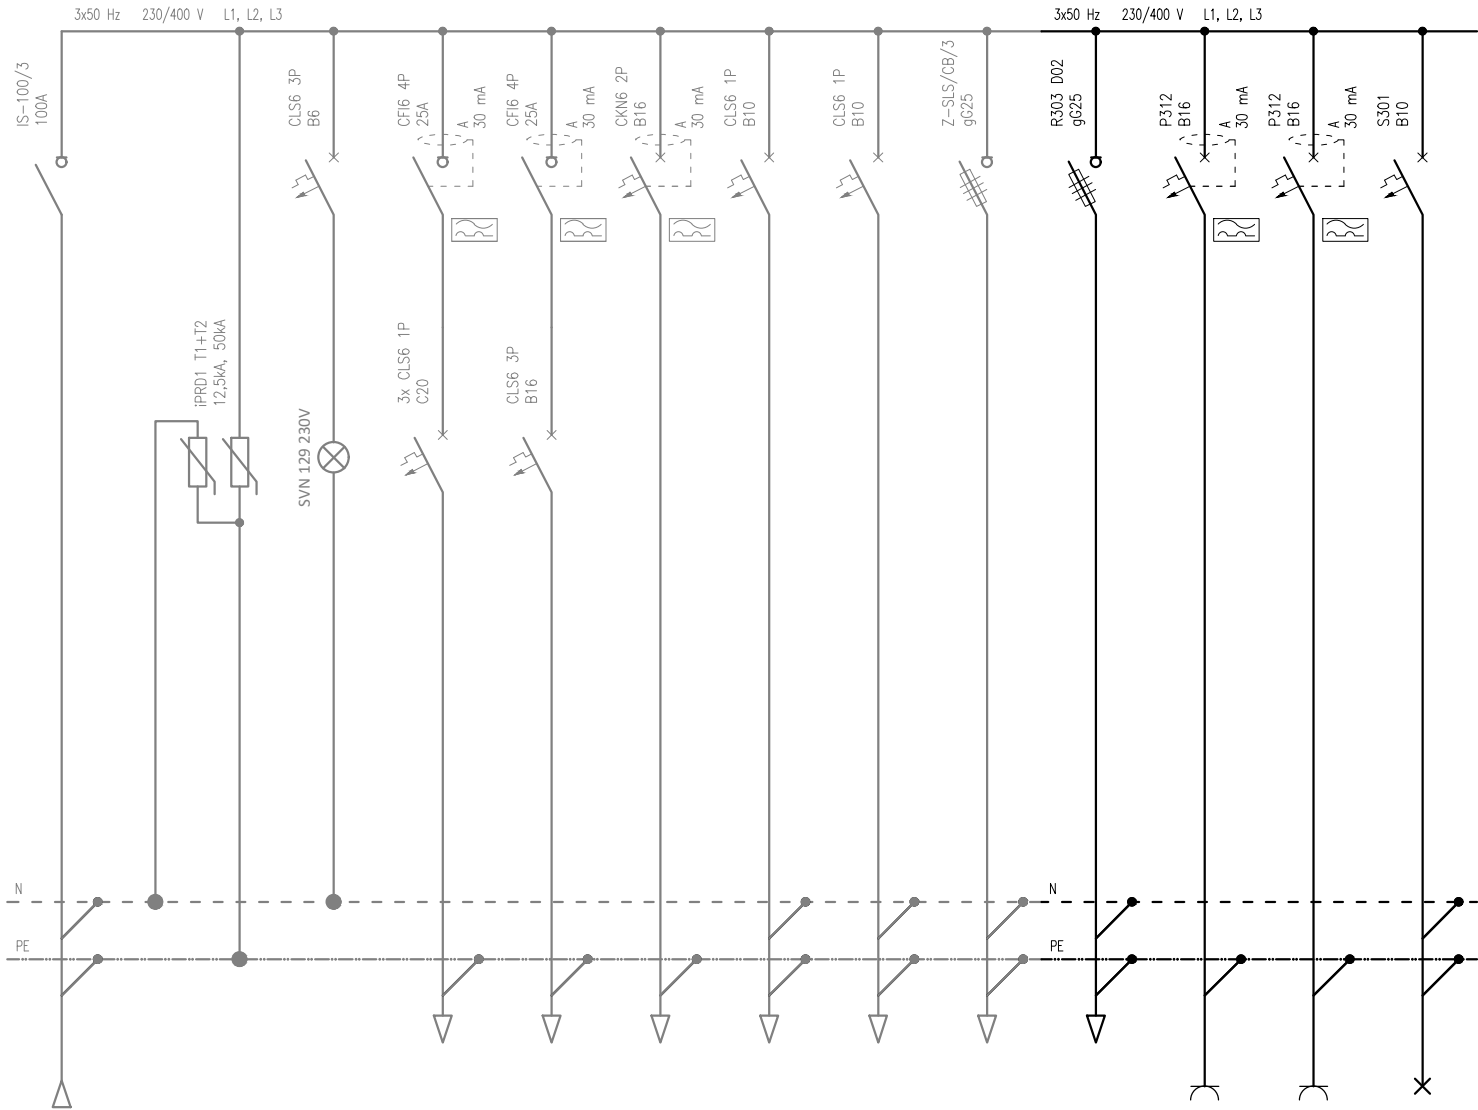 3x50 Hz 230/400 V L1, L2, L3
3x50 Hz 230/400 V L1, L2, L3
IS-100/3
100A
CLS6 3P
B6
CFI6 4P
25A
A
30 mA
CFI6 4P
25A
A
30 mA
CKN6 2P
B16
A
30 mA
CLS6 1P
B10
CLS6 1P
B10
Z-SLS/CB/3
gG25
R303 D02
gG25
P312
B16
A
30 mA
P312
B16
A
30 mA
S301
B10
iPRD1 T1+T2
12,5kA, 50kA
SVN 129 230V
3x CLS6 1P
C20
CLS6 3P
B16
N
N
PE
PE